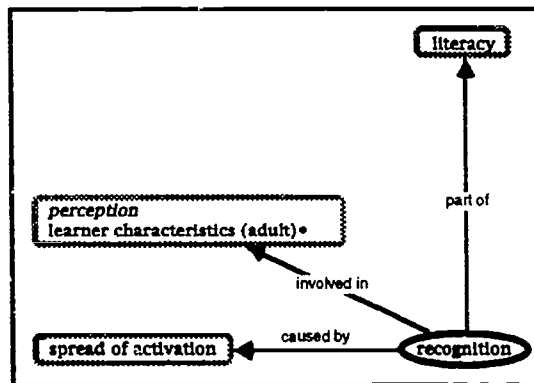 literacy
perception
learner characteristics (adult)•
part of
involved in
caused by
spread of activation
recognition